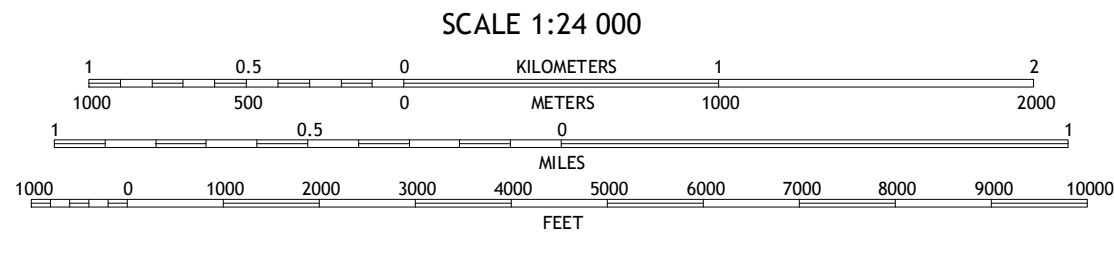 SCALE 1:24 000
1 0.5 0 KILOMETERS 1 2
1000 500 0 METERS 1000 2000
1 0.5 0 1
MILES
1000 0 1000 2000 3000 4000 5000 6000 7000 8000 9000 10000
FEET